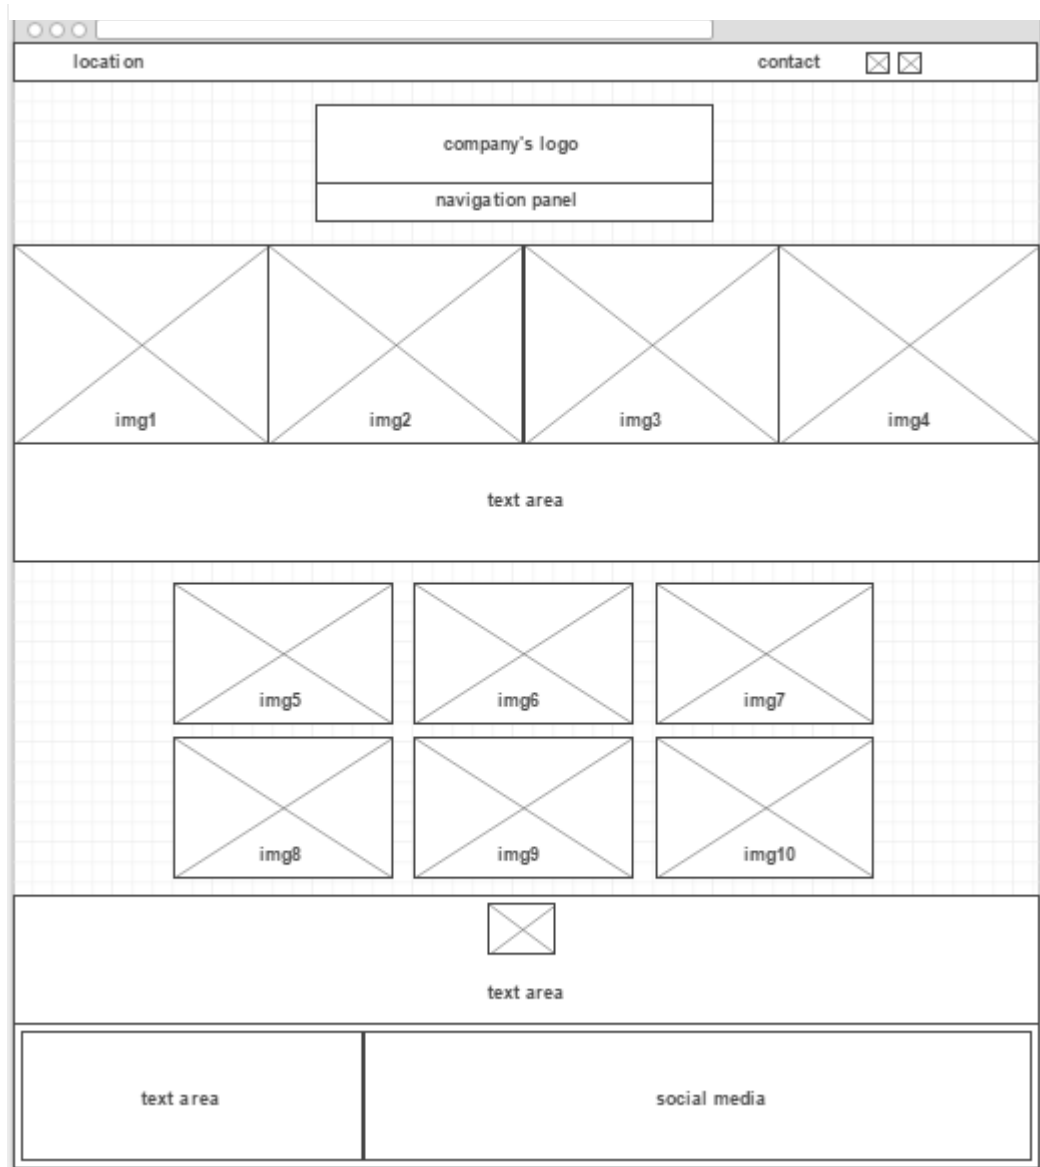 location contact
company's logo
navigation panel
img1 img2 img3 img4
text area
img5 img6 img7
img8 img9 img10
text area
text area social media